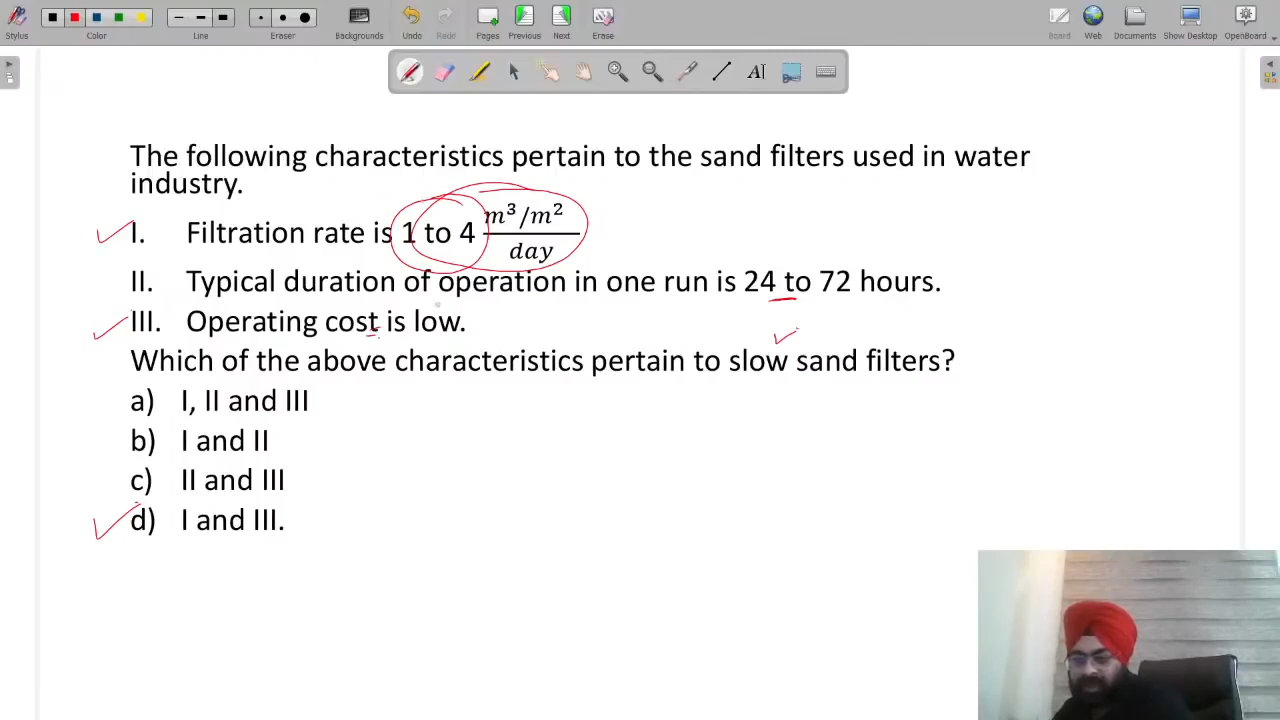 Stylus Color Line Eraser Backgrounds Undo Redo Pages Previous Next Erase Board Web Documents Show Desktop OpenBoard
The following characteristics pertain to the sand filters used in water
industry.
I. Filtration rate is 1 to 4 m³/m² / day
II. Typical duration of operation in one run is 24 to 72 hours.
III. Operating cost is low.
Which of the above characteristics pertain to slow sand filters?
a) I, II and III
b) I and II
c) II and III
d) I and III.